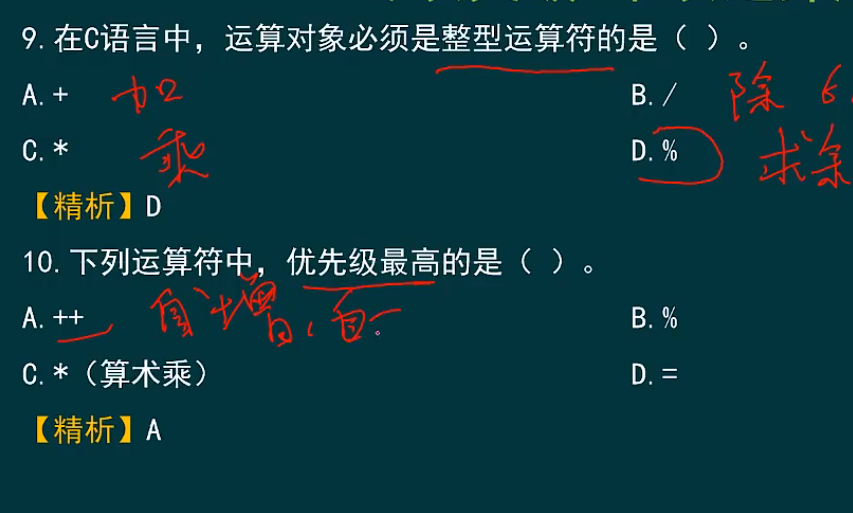 9.在C语言中，运算对象必须是整型运算符的是（ ）。
A.+ 加 B./ 除
C.* 乘 D.% 求余
【精析】D
10.下列运算符中，优先级最高的是（ ）。
A.++ 自增，自 B.%
C.*（算术乘） D.=
【精析】A